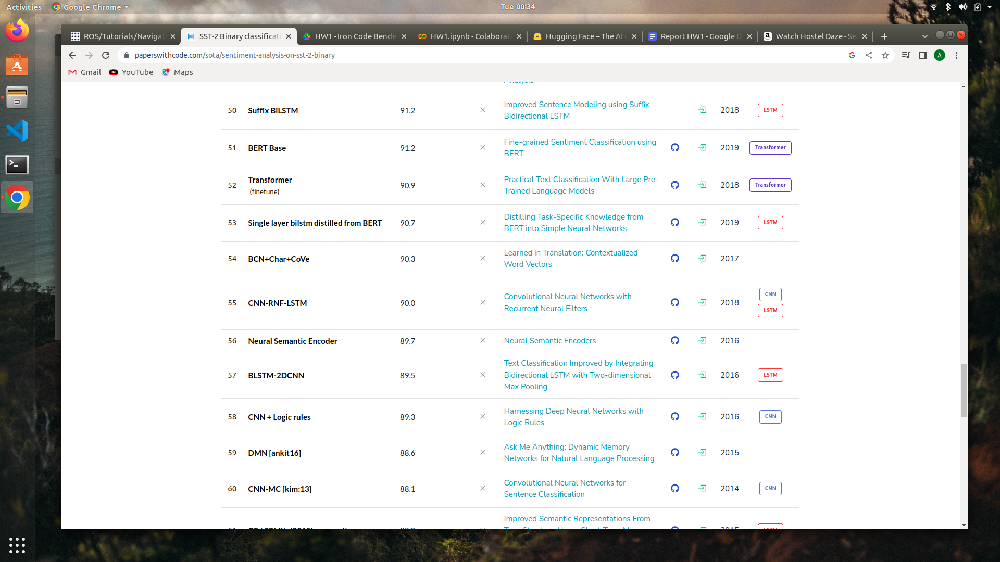 Activities Google Chrome Tue 00:34
ROS/Tutorials/Navigat SST-2 Binary classificati HW1 - Iron Code Bende HW1.ipynb - Colaborato Hugging Face – The AI c Report HW1 - Google D Watch Hostel Daze - Se
paperswithcode.com/sota/sentiment-analysis-on-sst-2-binary A
Gmail YouTube Maps
Analysis
50 Suffix BiLSTM 91.2 × Improved Sentence Modeling using Suffix 2018 LSTM
Bidirectional LSTM
51 BERT Base 91.2 × Fine-grained Sentiment Classification using 2019 Transformer
BERT
52 Transformer 90.9 × Practical Text Classification With Large Pre- 2018 Transformer
(finetune) Trained Language Models
53 Single layer bilstm distilled from BERT 90.7 × Distilling Task-Specific Knowledge from 2019 LSTM
BERT into Simple Neural Networks
54 BCN+Char+CoVe 90.3 × Learned in Translation: Contextualized 2017
Word Vectors
55 CNN-RNF-LSTM 90.0 × Convolutional Neural Networks with 2018 CNN
Recurrent Neural Filters LSTM
56 Neural Semantic Encoder 89.7 × Neural Semantic Encoders 2016
57 BLSTM-2DCNN 89.5 × Text Classification Improved by Integrating 2016 LSTM
Bidirectional LSTM with Two-dimensional
Max Pooling
58 CNN + Logic rules 89.3 × Harnessing Deep Neural Networks with 2016 CNN
Logic Rules
59 DMN [ankit16] 88.6 × Ask Me Anything: Dynamic Memory 2015
Networks for Natural Language Processing
60 CNN-MC [kim:13] 88.1 × Convolutional Neural Networks for 2014 CNN
Sentence Classification
Improved Semantic Representations From
61 Tree-Structured Long Short-Term Memory 2015 LSTM